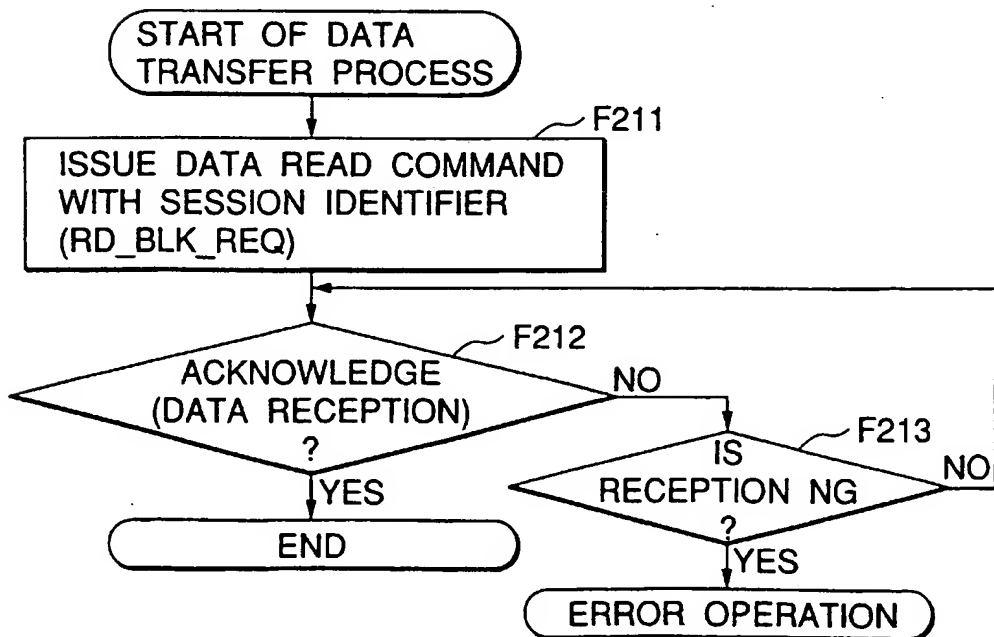 START OF DATA
TRANSFER PROCESS
F211
ISSUE DATA READ COMMAND
WITH SESSION IDENTIFIER
(RD_BLK_REQ)
F212
ACKNOWLEDGE
(DATA RECEPTION)
?
NO
YES
END
F213
IS
RECEPTION NG
?
NO
YES
ERROR OPERATION